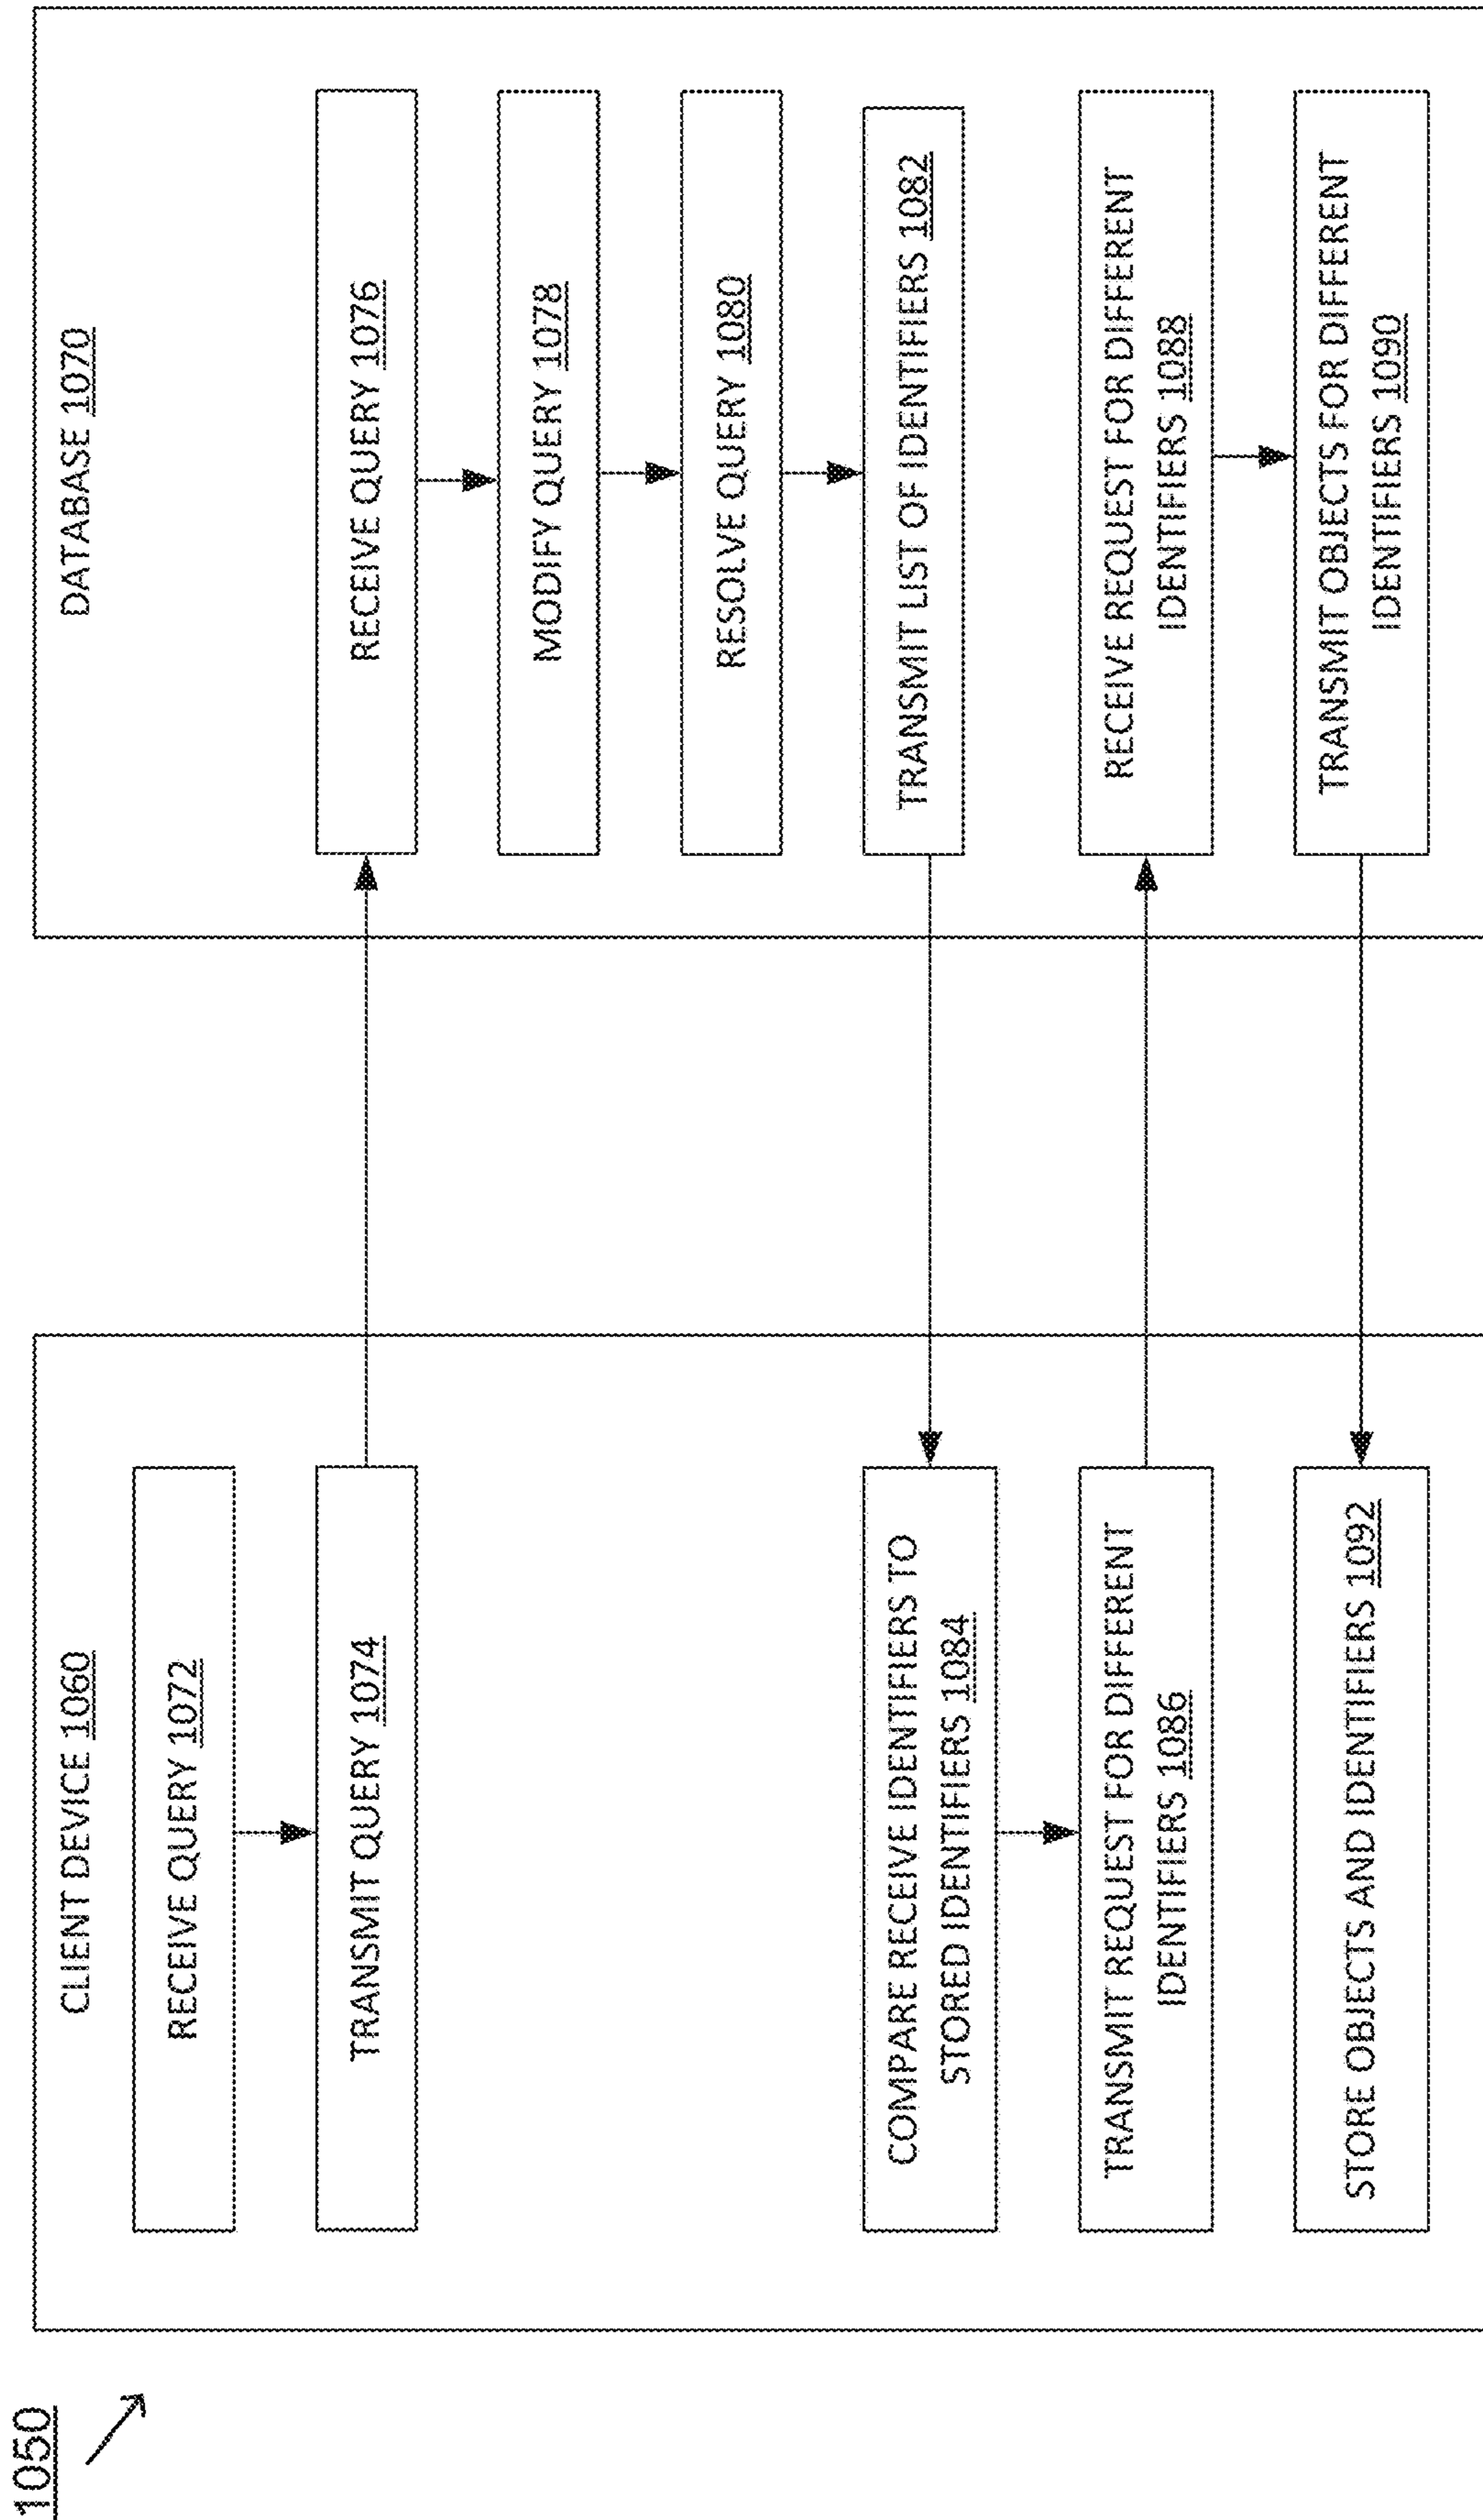 1050
CLIENT DEVICE 1060
RECEIVE QUERY 1072
TRANSMIT QUERY 1074
COMPARE RECEIVE IDENTIFIERS TO
STORED IDENTIFIERS 1084
TRANSMIT REQUEST FOR DIFFERENT
IDENTIFIERS 1086
STORE OBJECTS AND IDENTIFIERS 1092
DATABASE 1070
RECEIVE QUERY 1076
MODIFY QUERY 1078
RESOLVE QUERY 1080
TRANSMIT LIST OF IDENTIFIERS 1082
RECEIVE REQUEST FOR DIFFERENT
IDENTIFIERS 1088
TRANSMIT OBJECTS FOR DIFFERENT
IDENTIFIERS 1090